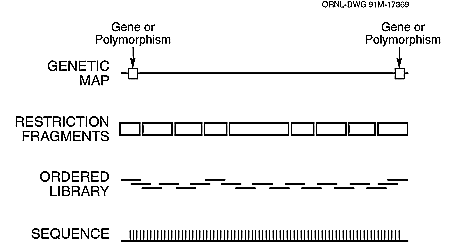 ORNL-DWG 91M-17369
Gene or
Polymorphism
Gene or
Polymorphism
GENETIC
MAP
RESTRICTION
FRAGMENTS
ORDERED
LIBRARY
SEQUENCE